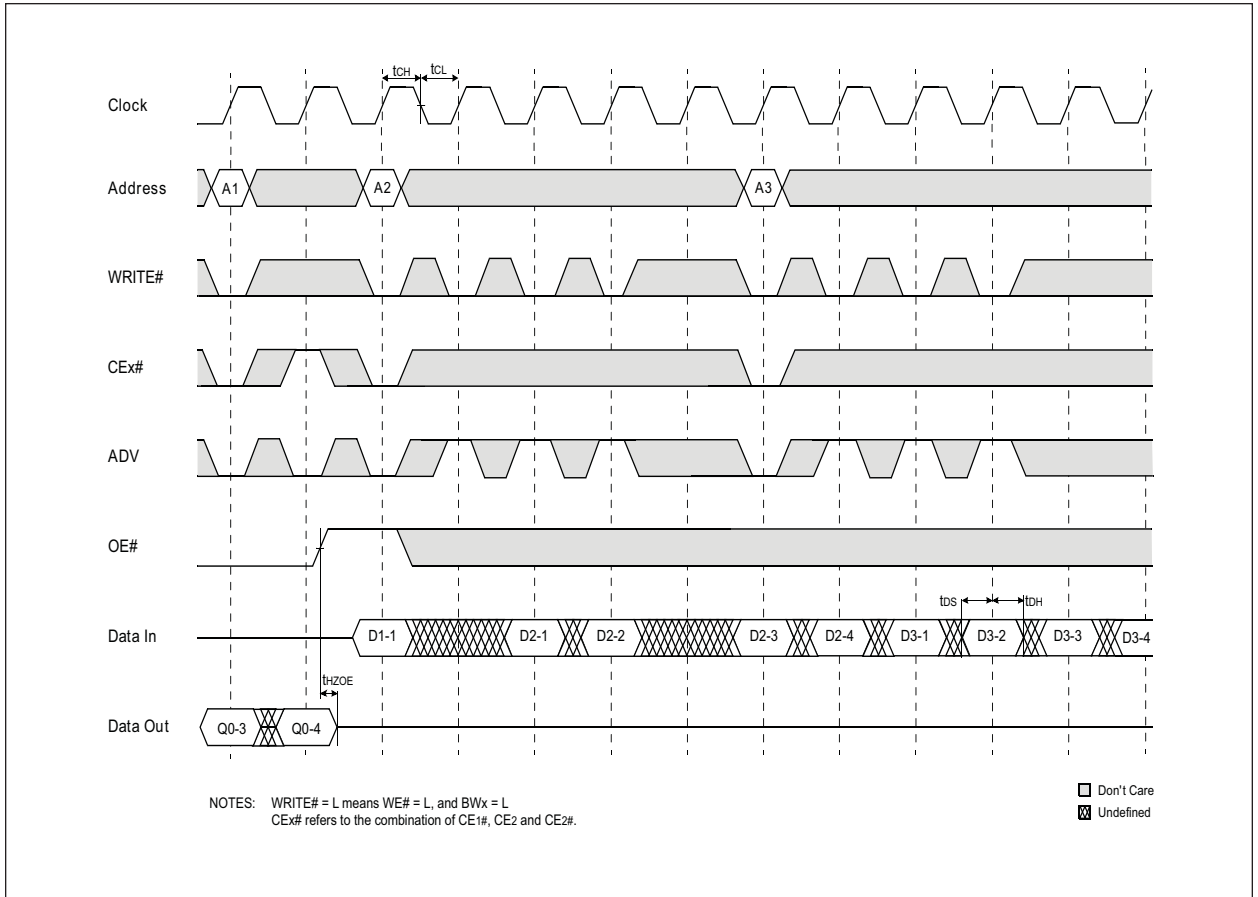 tCH tCL
Clock
Address A1 A2 A3
WRITE#
CEx#
ADV
OE#
tDS tDH
Data In D1-1 D2-1 D2-2 D2-3 D2-4 D3-1 D3-2 D3-3 D3-4
tHZOE
Data Out Q0-3 Q0-4
NOTES: WRITE# = L means WE# = L, and BWx = L
CEx# refers to the combination of CE1#, CE2 and CE2#.
Don't Care
Undefined